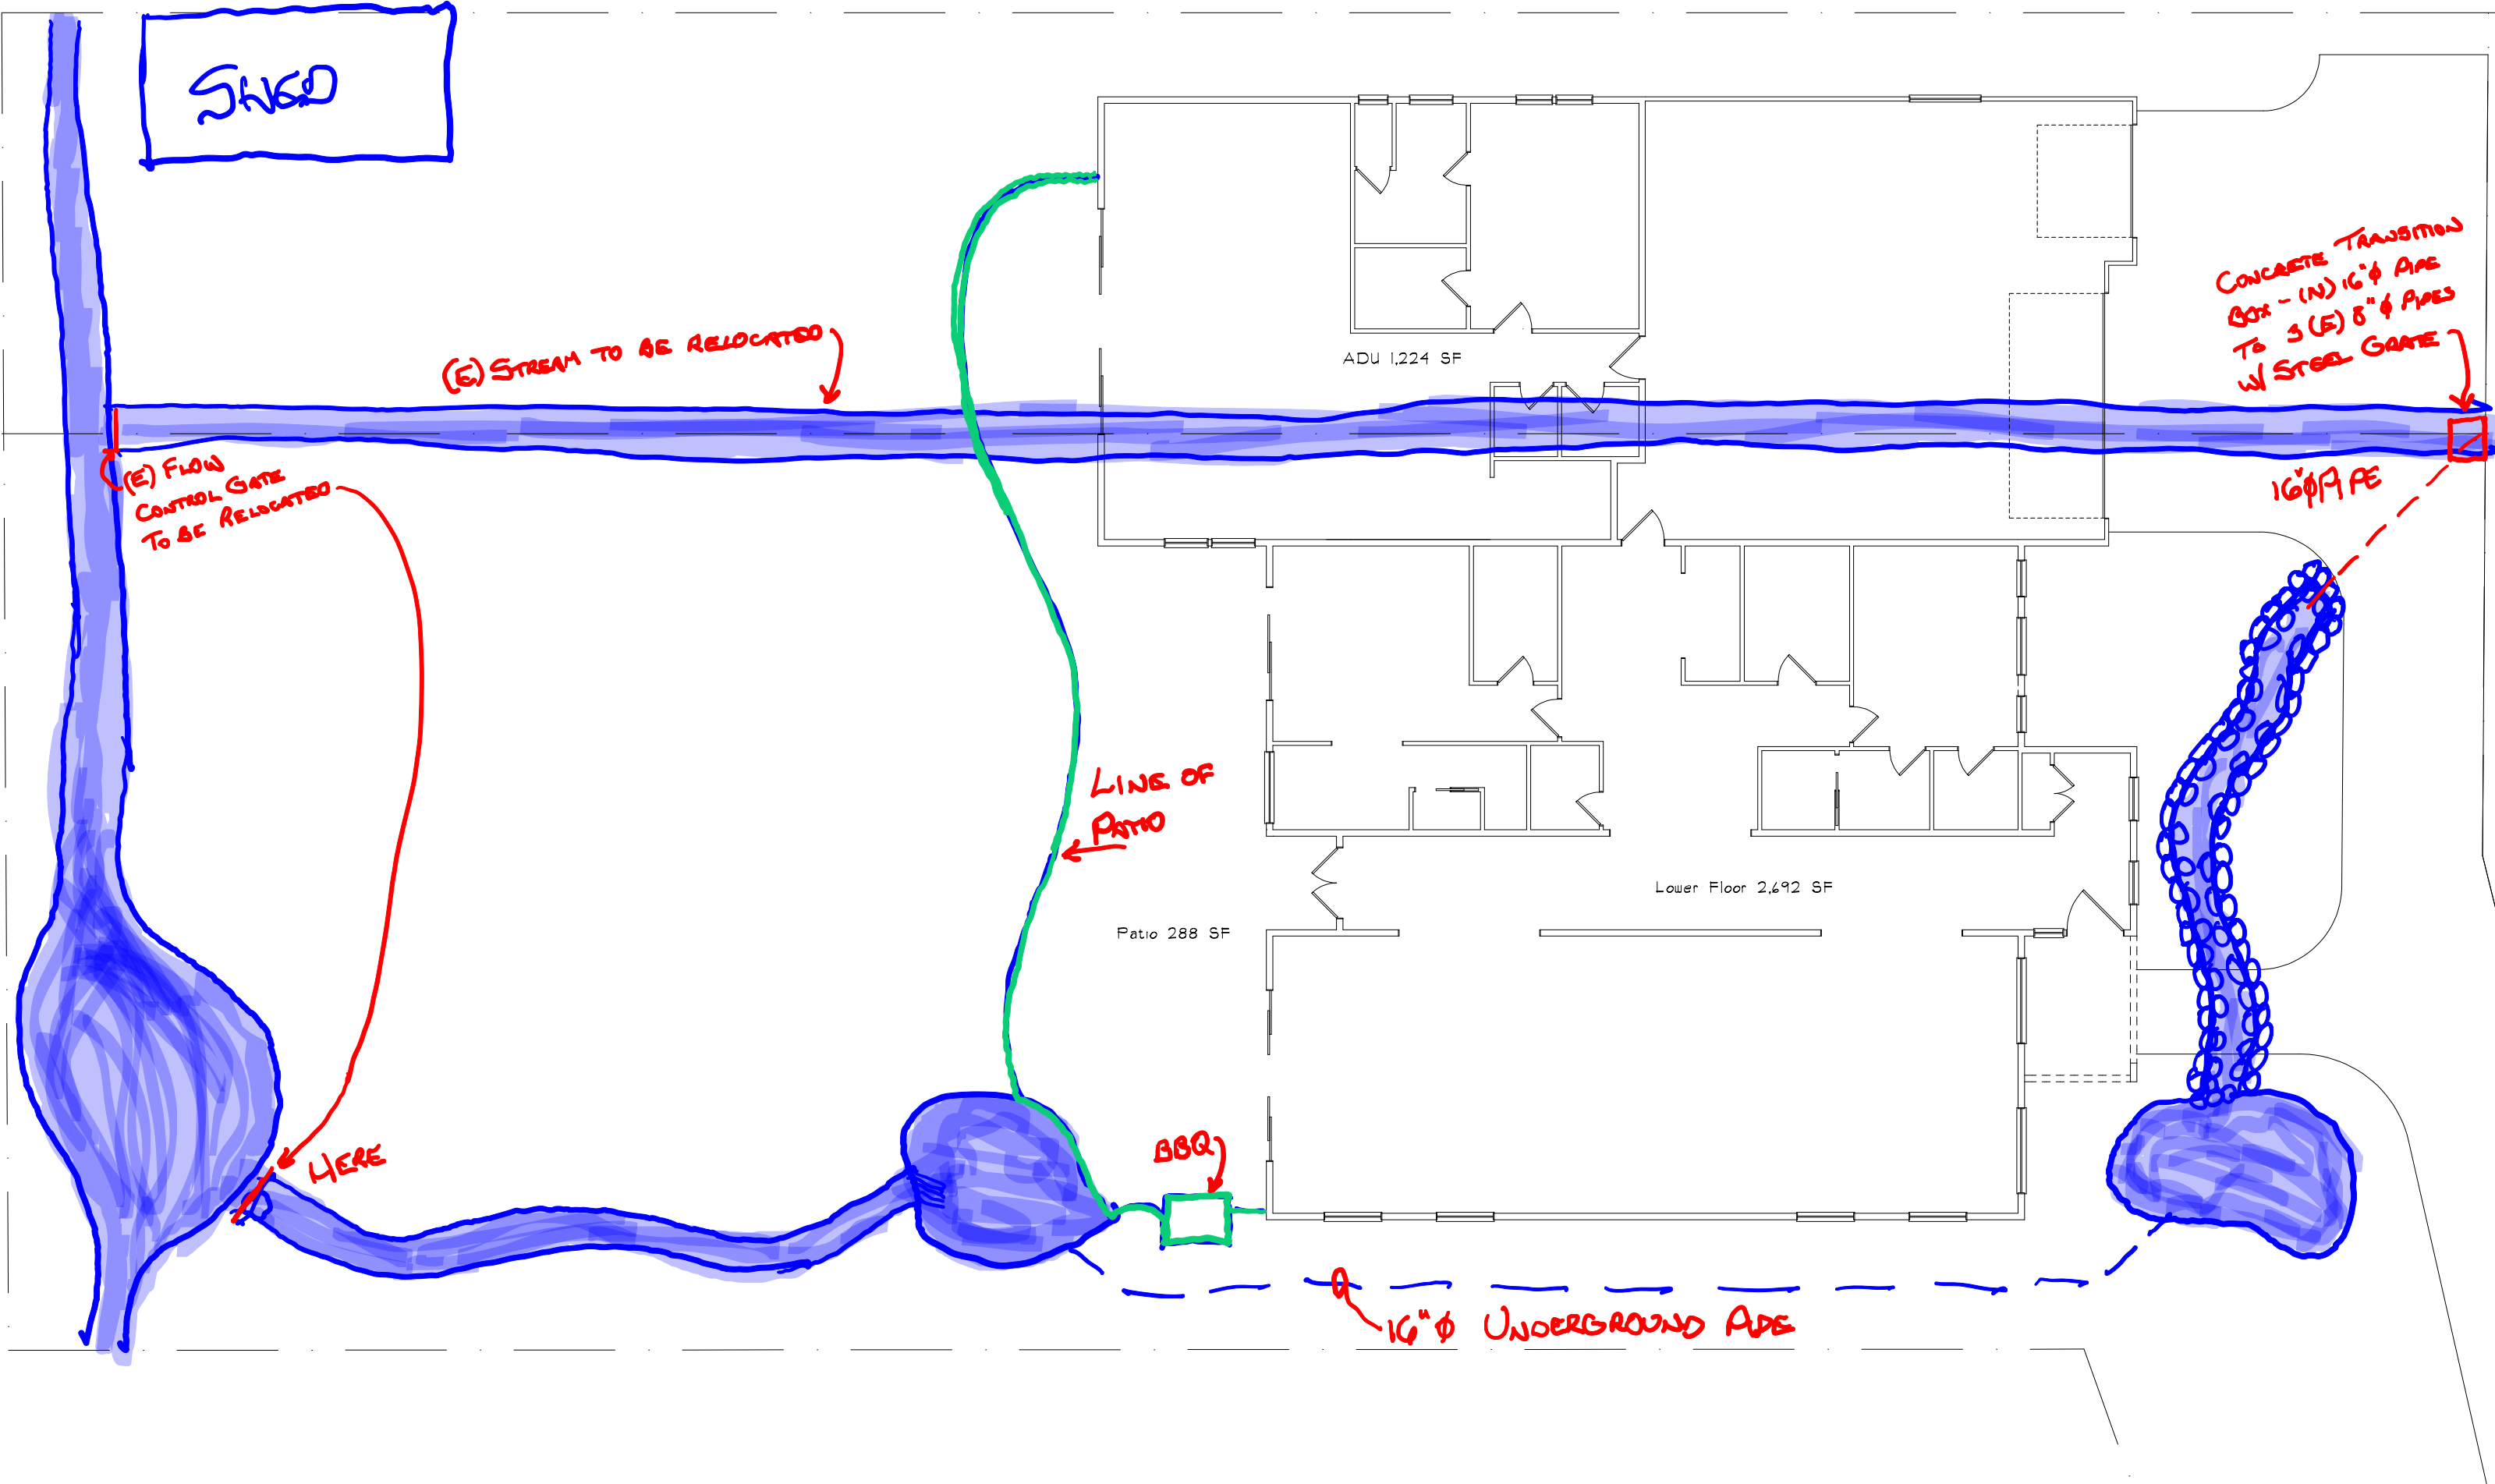 SHED
CONCRETE TRANSITION
BOX - (N) 16"ϕ PIPE
TO 3 (E) 8"ϕ PIPES
W/ STEEL GRATE
(E) STREAM TO BE RELOCATED
ADU 1,224 SF
(E) FLOW
CONTROL GATE
TO BE RELOCATED
16"ϕ PIPE
LINE OF
PATIO
Lower Floor 2,692 SF
Patio 288 SF
HERE
BBQ
16"ϕ UNDERGROUND PIPE